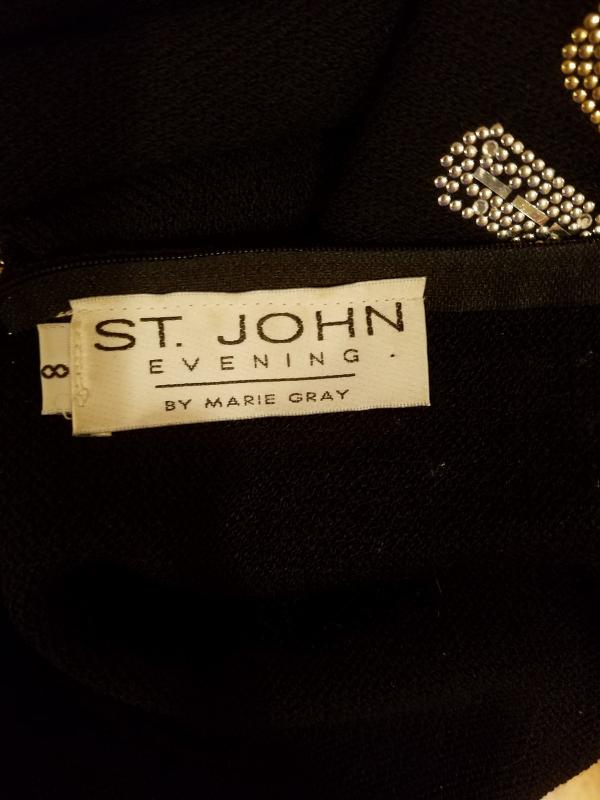 ST. JOHN
EVENING
BY MARIE GRAY
8